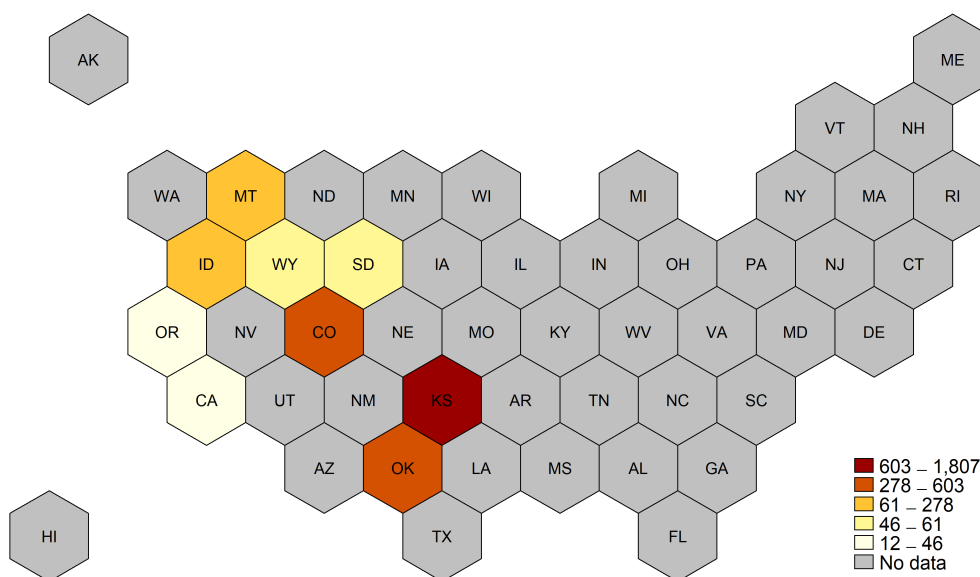 AK
ME
VT NH
WA MT ND MN WI MI NY MA RI
ID WY SD IA IL IN OH PA NJ CT
OR NV CO NE MO KY WV VA MD DE
CA UT NM KS AR TN NC SC
AZ OK LA MS AL GA
HI TX FL
603 – 1,807
278 – 603
61 – 278
46 – 61
12 – 46
No data